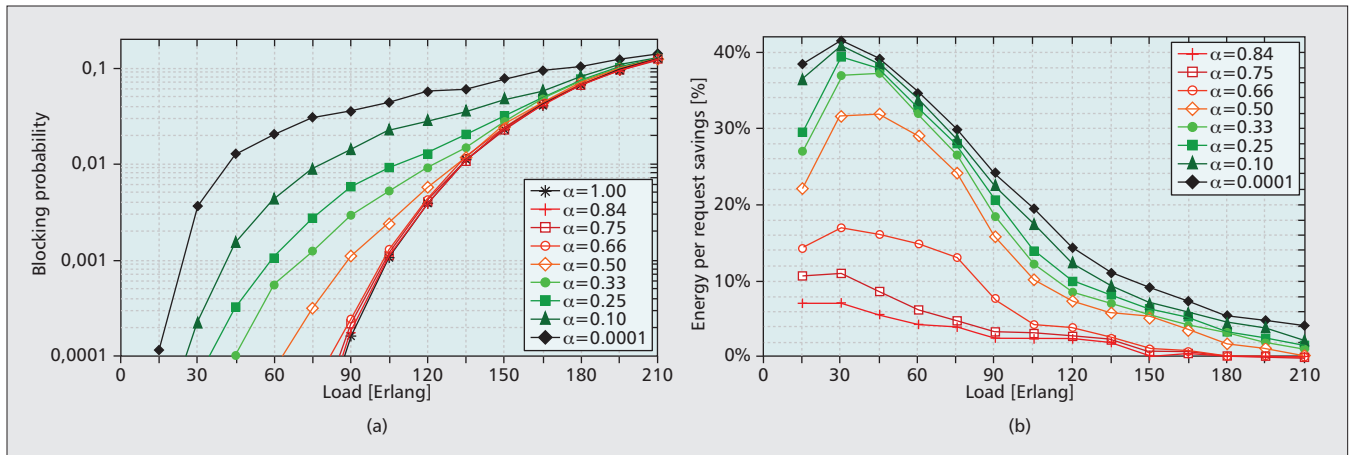 Blocking probability
0,1
0,01
0,001
0,0001
0 30 60 90 120 150 180 210
Load [Erlang]
α=1.00
α=0.84
α=0.75
α=0.66
α=0.50
α=0.33
α=0.25
α=0.10
α=0.0001
(a)
Energy per request savings [%]
40%
30%
20%
10%
0%
0 30 60 90 120 150 180 210
Load [Erlang]
α=0.84
α=0.75
α=0.66
α=0.50
α=0.33
α=0.25
α=0.10
α=0.0001
(b)